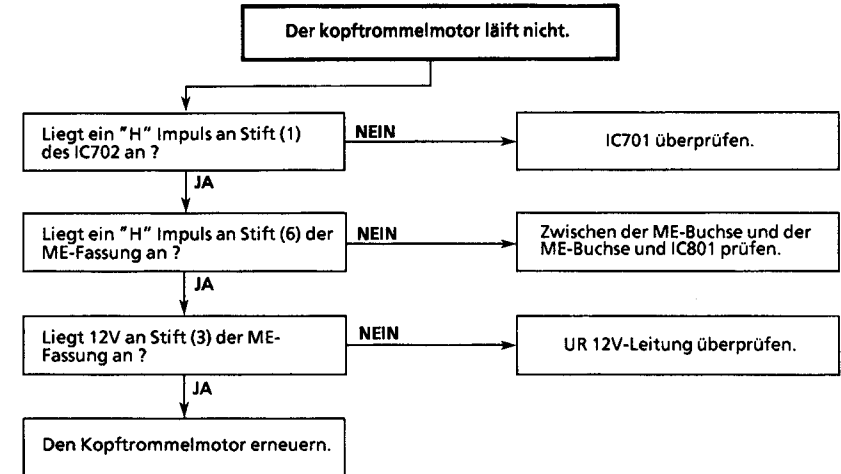 Der kopftrommelmotor läift nicht.
Liegt ein "H" Impuls an Stift (1)
des IC702 an ?
NEIN
IC701 überprüfen.
JA
Liegt ein "H" Impuls an Stift (6) der
ME-Fassung an ?
NEIN
Zwischen der ME-Buchse und der
ME-Buchse und IC801 prüfen.
JA
Liegt 12V an Stift (3) der ME-
Fassung an ?
NEIN
UR 12V-Leitung überprüfen.
JA
Den Kopftrommelmotor erneuern.